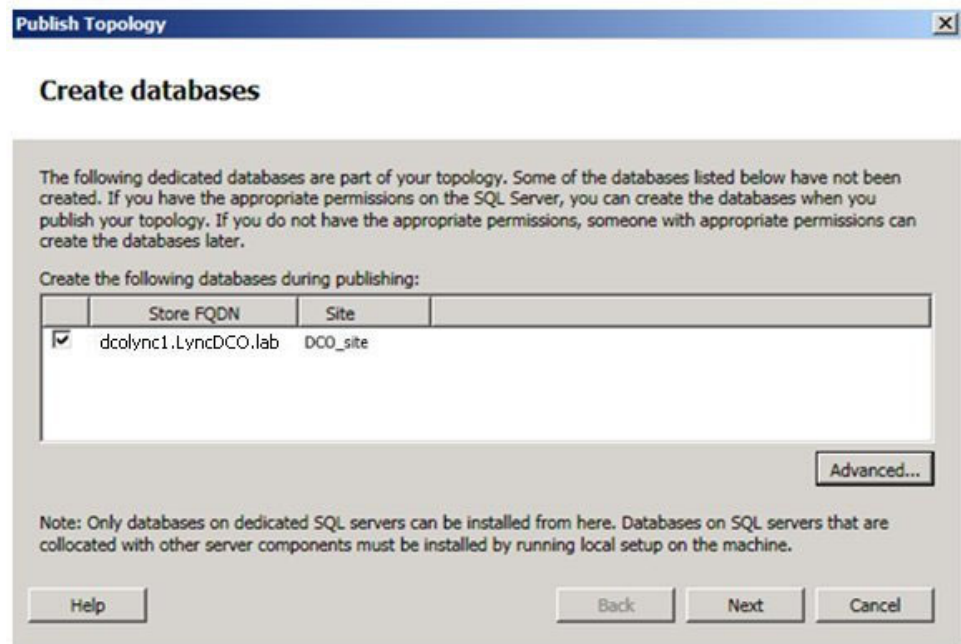 Publish Topology
Create databases
The following dedicated databases are part of your topology. Some of the databases listed below have not been
created. If you have the appropriate permissions on the SQL Server, you can create the databases when you
publish your topology. If you do not have the appropriate permissions, someone with appropriate permissions can
create the databases later.
Create the following databases during publishing:
Store FQDN Site
dcolync1.LyncDCO.lab DCO_site
Advanced...
Note: Only databases on dedicated SQL servers can be installed from here. Databases on SQL servers that are
collocated with other server components must be installed by running local setup on the machine.
Help Back Next Cancel